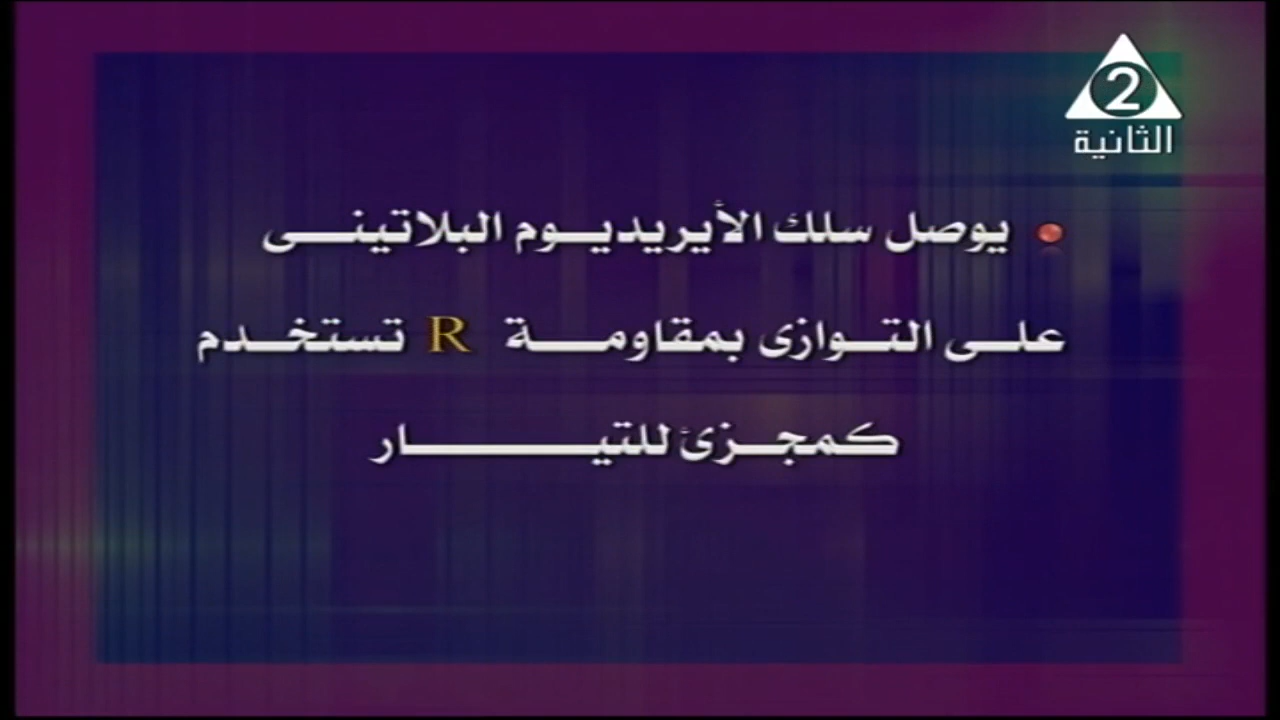 2
الثانية
يوصل سلك الأيريديوم البلاتينى
على التوازى بمقاومة R تستخدم
كمجزئ للتيار